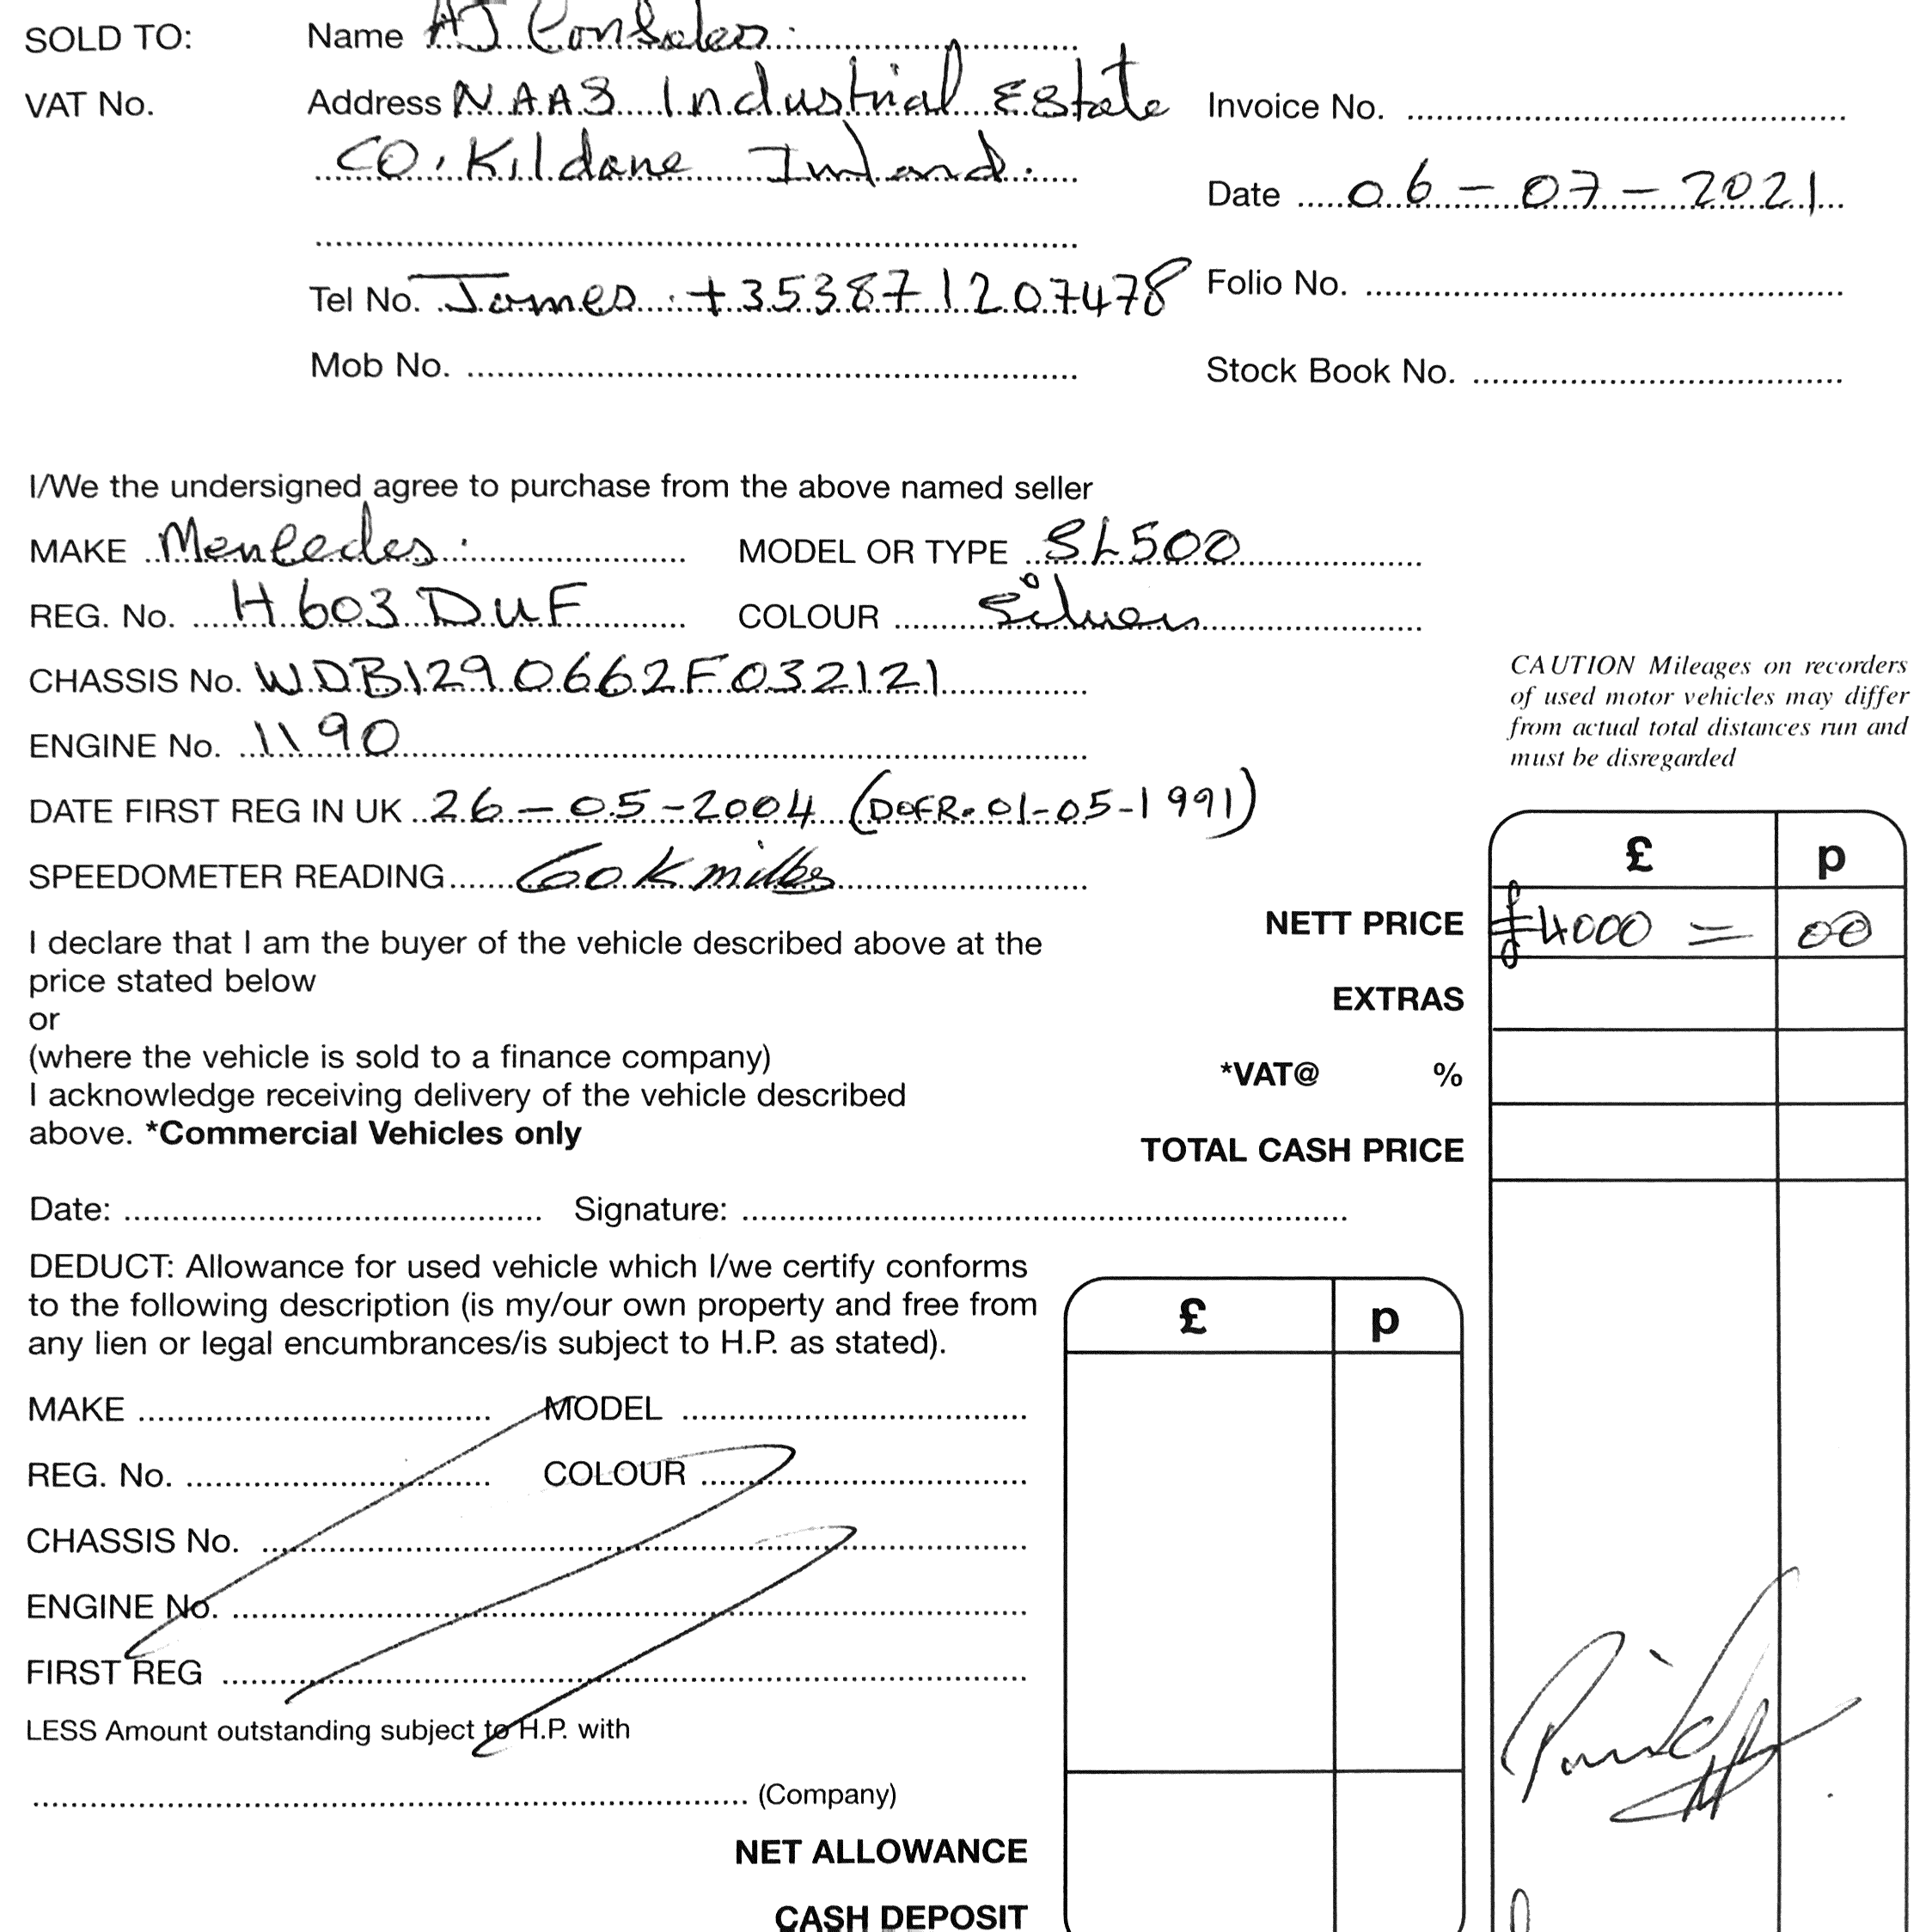 SOLD TO: Name AJ Car Sales.
VAT No. Address NAAS Industrial Estate Invoice No.
CO. Kildare Ireland. Date 06-07-2021
Tel No. James : +353871207478 Folio No.
Mob No. Stock Book No.
I/We the undersigned agree to purchase from the above named seller
MAKE Mercedes. MODEL OR TYPE SL500
REG. No. H603 DUF COLOUR Silver
CHASSIS No. WDB1290662F032121
ENGINE No. 1190
CAUTION Mileages on recorders
of used motor vehicles may differ
from actual total distances run and
must be disregarded
DATE FIRST REG IN UK 26-05-2004 (DOFR. 01-05-1991)
SPEEDOMETER READING 60K miles
£ p
NETT PRICE £4000 = 00
I declare that I am the buyer of the vehicle described above at the
price stated below
or
(where the vehicle is sold to a finance company)
I acknowledge receiving delivery of the vehicle described
above. *Commercial Vehicles only
EXTRAS
*VAT@ %
TOTAL CASH PRICE
Date: Signature:
DEDUCT: Allowance for used vehicle which I/we certify conforms
to the following description (is my/our own property and free from
any lien or legal encumbrances/is subject to H.P. as stated).
£ p
MAKE MODEL
REG. No. COLOUR
CHASSIS No.
ENGINE No.
FIRST REG
LESS Amount outstanding subject to H.P. with
(Company)
NET ALLOWANCE
CASH DEPOSIT